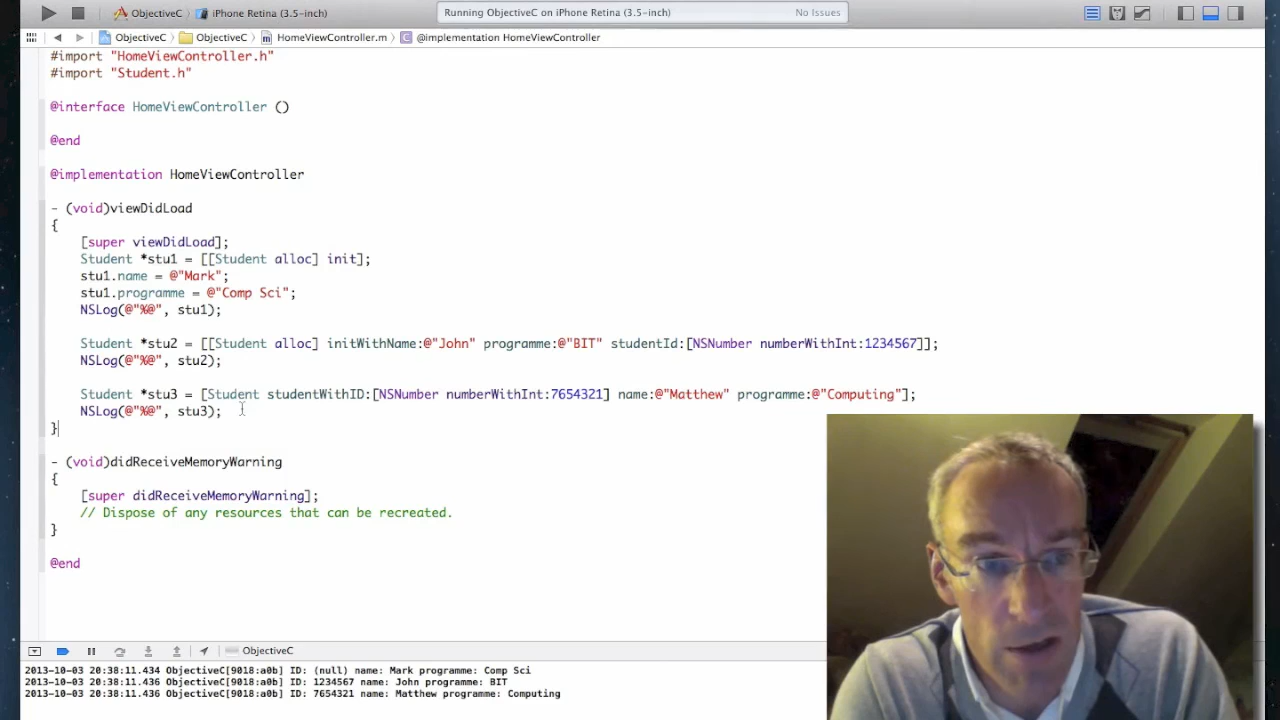 ObjectiveC iPhone Retina (3.5-inch) Running ObjectiveC on iPhone Retina (3.5-inch) No Issues
ObjectiveC ObjectiveC HomeViewController.m @implementation HomeViewController
#import "HomeViewController.h"
#import "Student.h"
@interface HomeViewController ()
@end
@implementation HomeViewController
- (void)viewDidLoad
{
[super viewDidLoad];
Student *stu1 = [[Student alloc] init];
stu1.name = @"Mark";
stu1.programme = @"Comp Sci";
NSLog(@"%@", stu1);
Student *stu2 = [[Student alloc] initWithName:@"John" programme:@"BIT" studentId:[NSNumber numberWithInt:1234567]];
NSLog(@"%@", stu2);
Student *stu3 = [Student studentWithID:[NSNumber numberWithInt:7654321] name:@"Matthew" programme:@"Computing"];
NSLog(@"%@", stu3);
}
- (void)didReceiveMemoryWarning
{
[super didReceiveMemoryWarning];
// Dispose of any resources that can be recreated.
}
@end
ObjectiveC
2013-10-03 20:38:11.434 ObjectiveC[9018:a0b] ID: (null) name: Mark programme: Comp Sci
2013-10-03 20:38:11.436 ObjectiveC[9018:a0b] ID: 1234567 name: John programme: BIT
2013-10-03 20:38:11.436 ObjectiveC[9018:a0b] ID: 7654321 name: Matthew programme: Computing